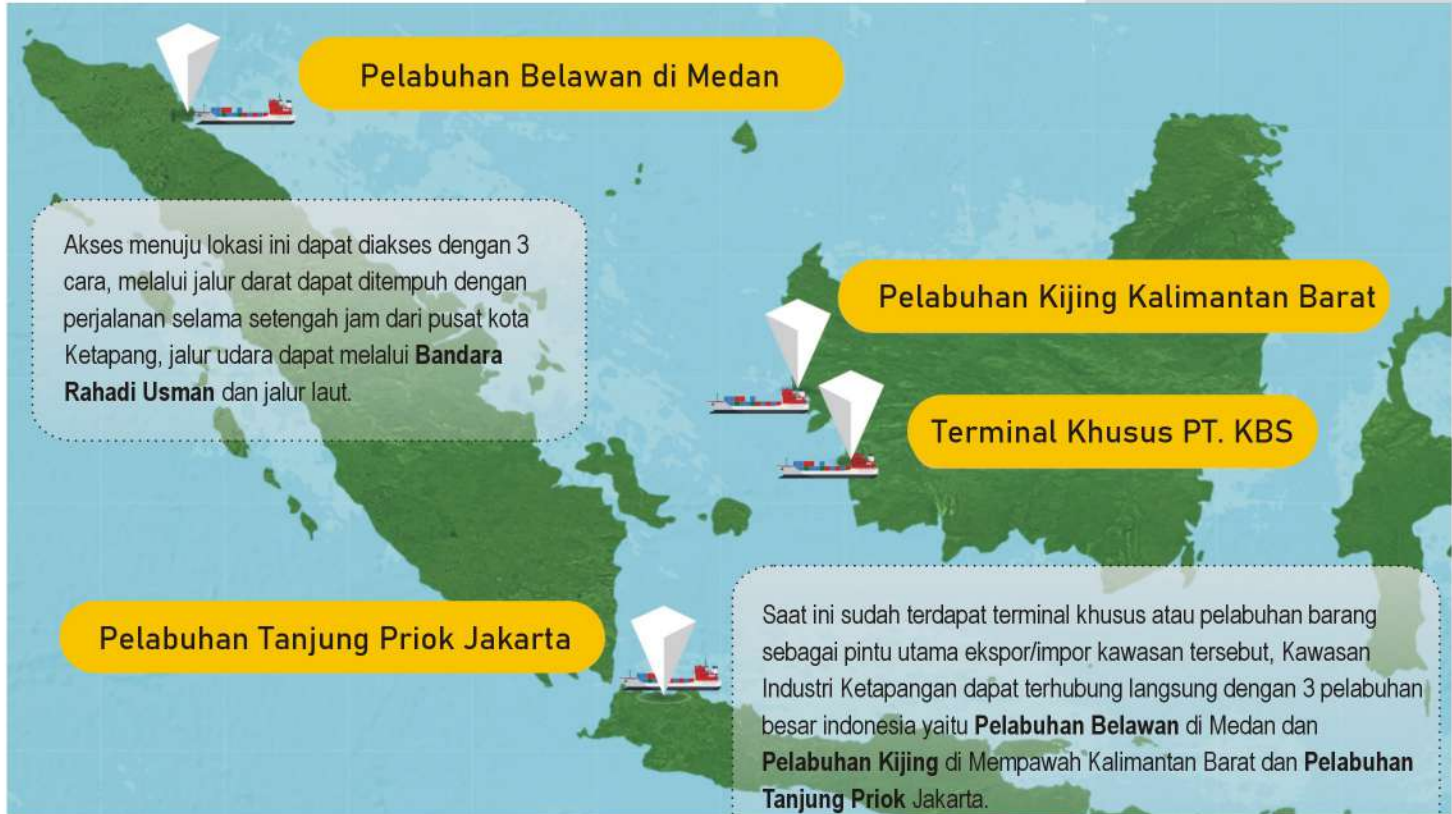 Pelabuhan Belawan di Medan
Akses menuju lokasi ini dapat diakses dengan 3
cara, melalui jalur darat dapat ditempuh dengan
perjalanan selama setengah jam dari pusat kota
Ketapang, jalur udara dapat melalui Bandara
Rahadi Usman dan jalur laut.
Pelabuhan Kijing Kalimantan Barat
Terminal Khusus PT. KBS
Pelabuhan Tanjung Priok Jakarta
Saat ini sudah terdapat terminal khusus atau pelabuhan barang
sebagai pintu utama ekspor/impor kawasan tersebut, Kawasan
Industri Ketapangan dapat terhubung langsung dengan 3 pelabuhan
besar indonesia yaitu Pelabuhan Belawan di Medan dan
Pelabuhan Kijing di Mempawah Kalimantan Barat dan Pelabuhan
Tanjung Priok Jakarta.